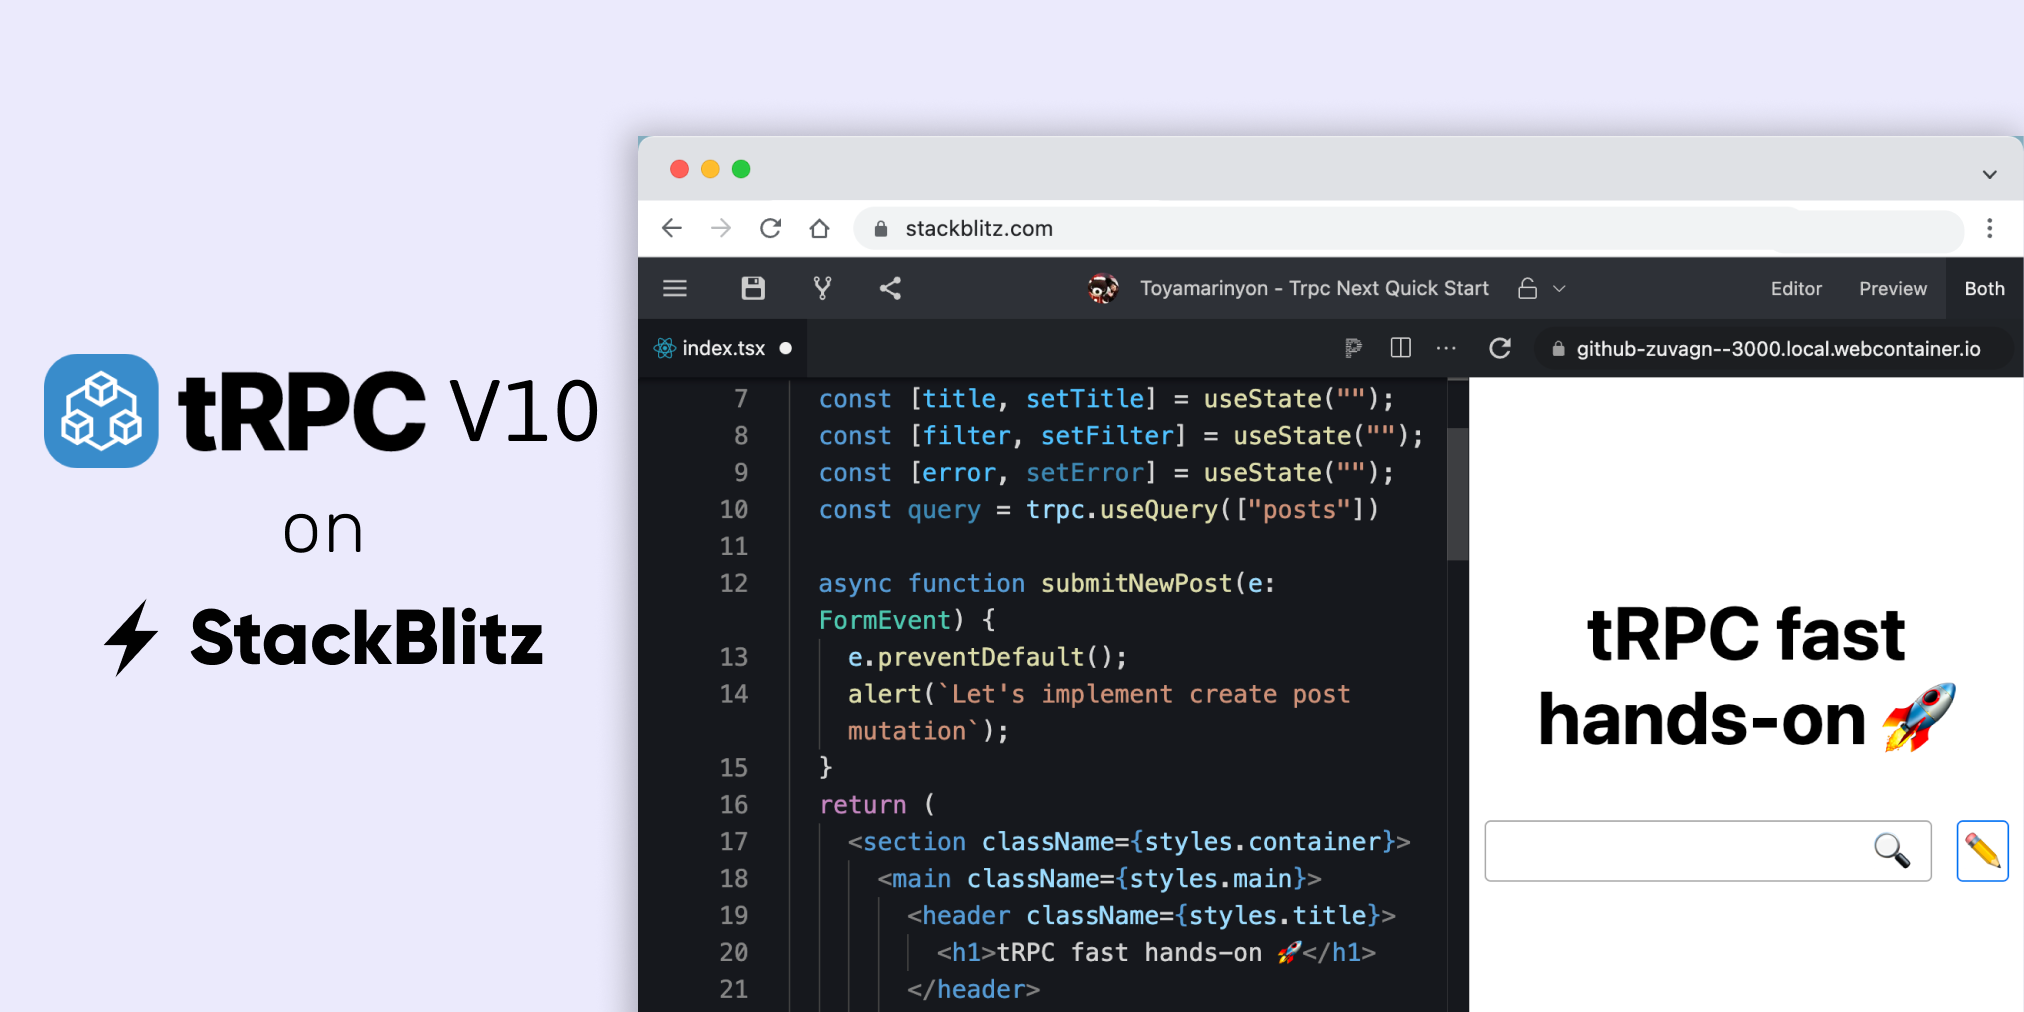 tRPC V10
on
StackBlitz
stackblitz.com
Toyamarinyon - Trpc Next Quick Start
Editor Preview Both
index.tsx
github-zuvagn--3000.local.webcontainer.io
7 const [title, setTitle] = useState("");
8 const [filter, setFilter] = useState("");
9 const [error, setError] = useState("");
10 const query = trpc.useQuery(["posts"])
11
12 async function submitNewPost(e:
FormEvent) {
13 e.preventDefault();
14 alert(`Let's implement create post
mutation`);
15 }
16 return (
17 <section className={styles.container}>
18 <main className={styles.main}>
19 <header className={styles.title}>
20 <h1>tRPC fast hands-on 🚀</h1>
21 </header>
tRPC fast
hands-on 🚀